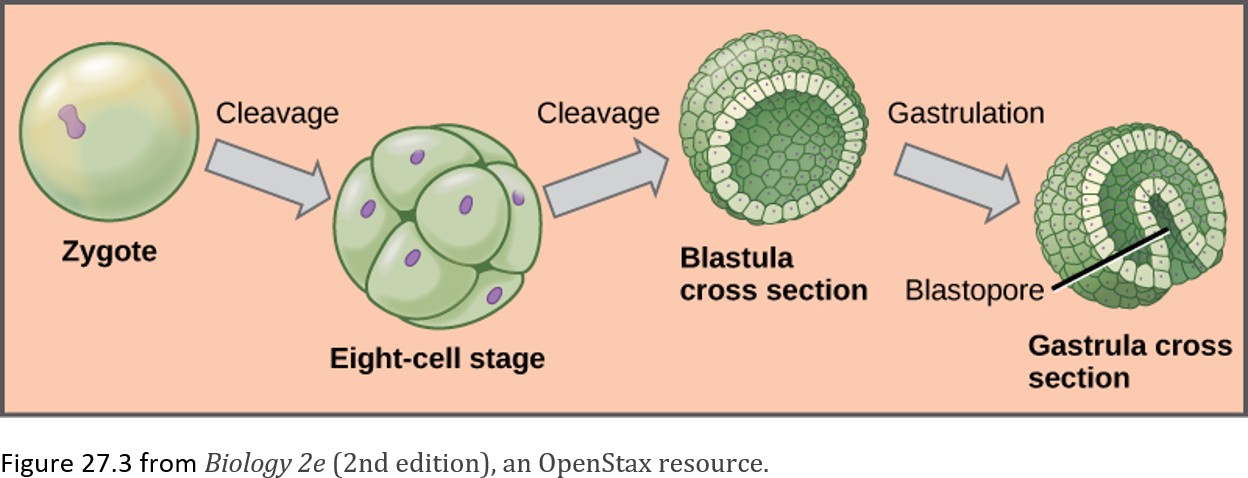 Cleavage
Cleavage
Gastrulation
Zygote
Blastula
cross section
Blastopore
Eight-cell stage
Gastrula cross
section
Figure 27.3 from Biology 2e (2nd edition), an OpenStax resource.